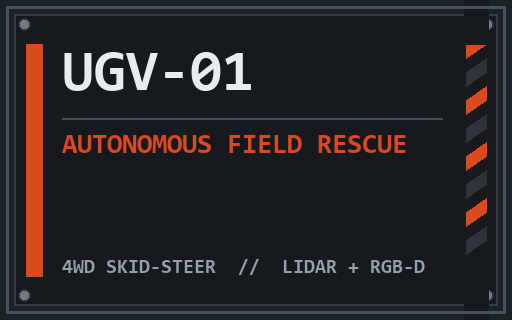 UGV-01
AUTONOMOUS FIELD RESCUE
4WD SKID-STEER // LIDAR + RGB-D